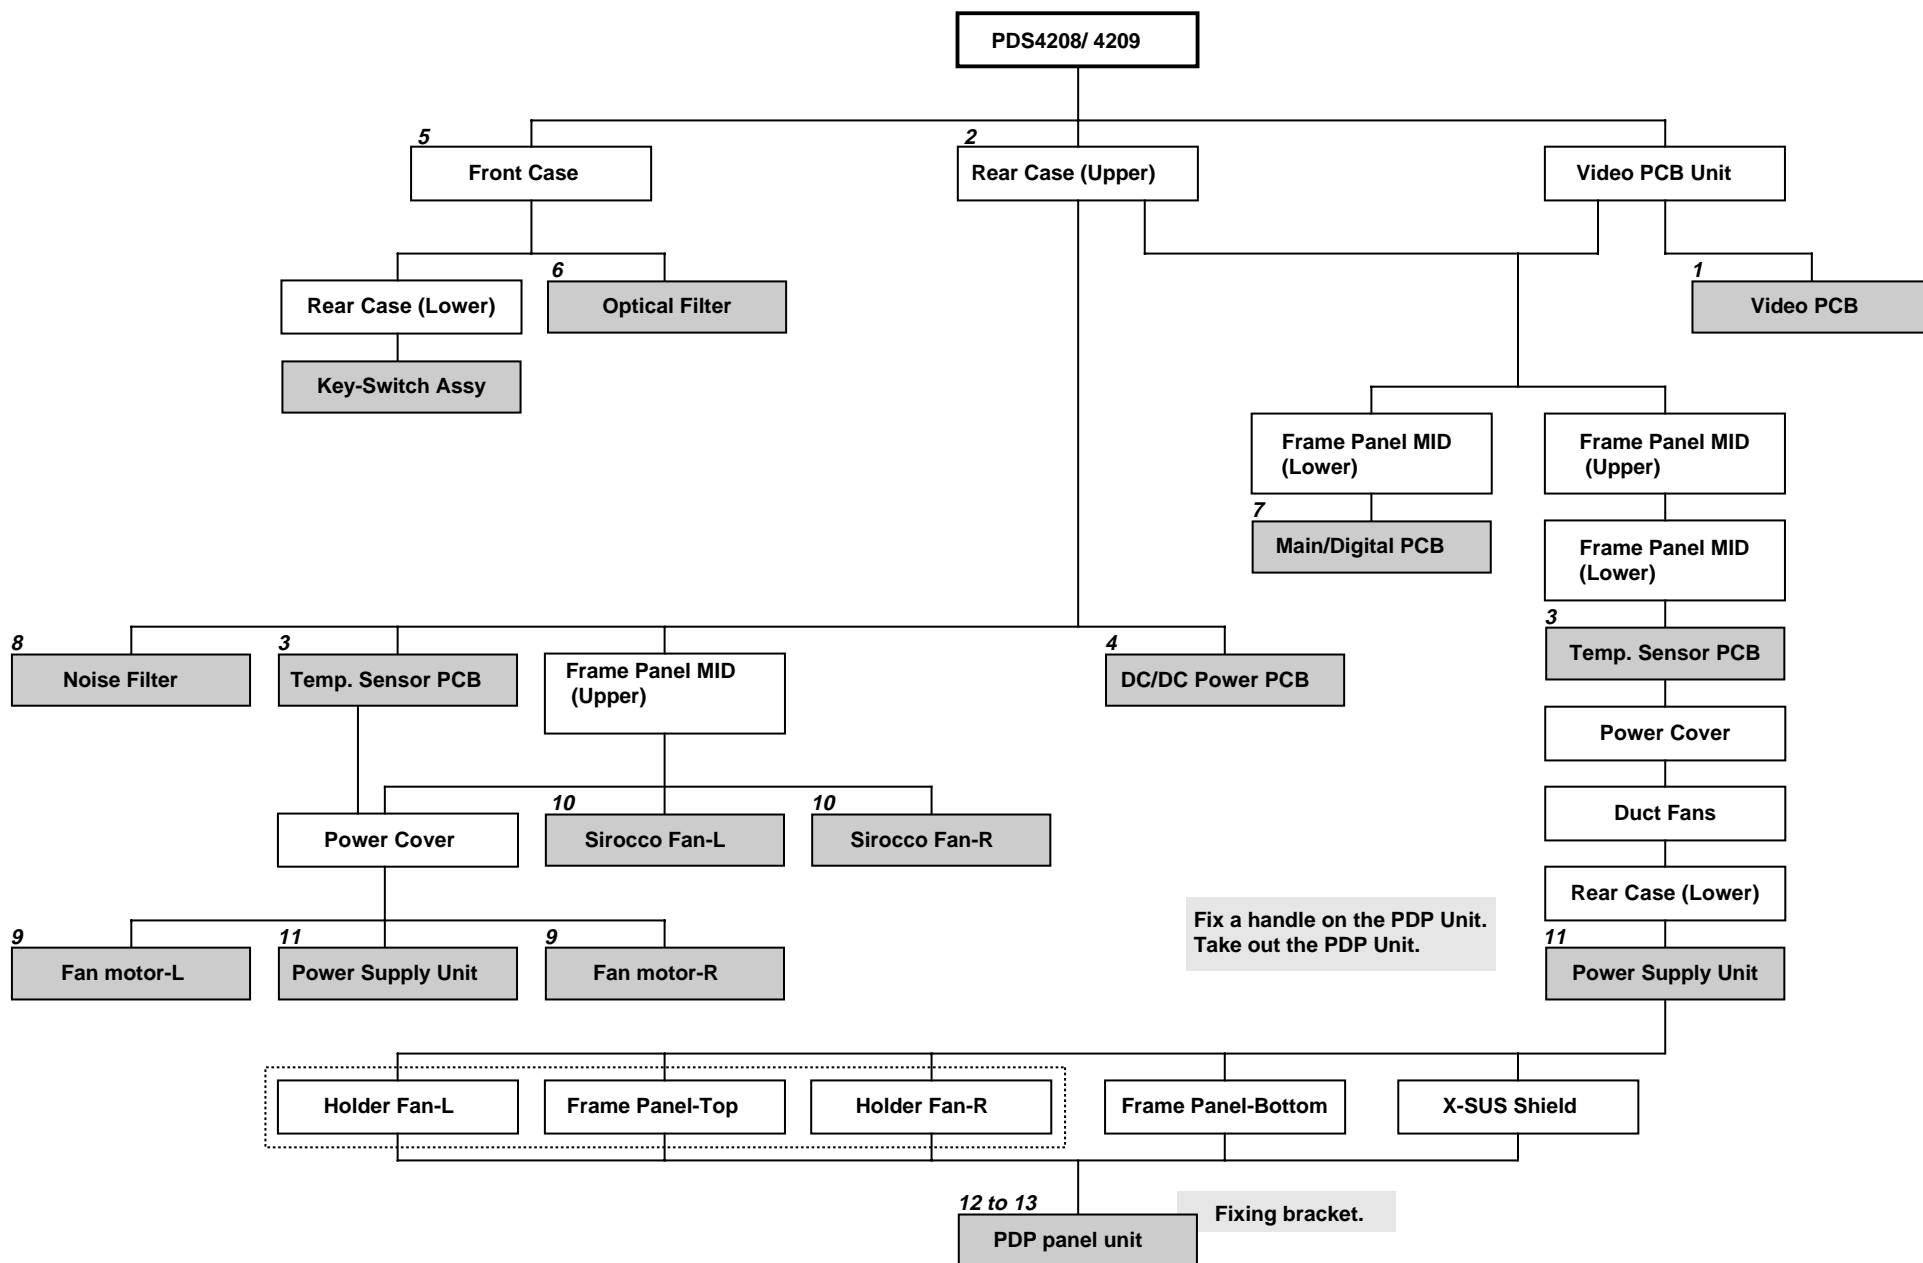 PDS4208/ 4209
5
2
Front Case
Rear Case (Upper)
Video PCB Unit
6
1
Rear Case (Lower)
Optical Filter
Video PCB
Key-Switch Assy
Frame Panel MID
(Lower)
Frame Panel MID
(Upper)
7
Main/Digital PCB
Frame Panel MID
(Lower)
8
3
4
3
Noise Filter
Temp. Sensor PCB
Frame Panel MID
(Upper)
DC/DC Power PCB
Temp. Sensor PCB
Power Cover
10
10
Power Cover
Sirocco Fan-L
Sirocco Fan-R
Duct Fans
Rear Case (Lower)
Fix a handle on the PDP Unit.
Take out the PDP Unit.
9
11
9
11
Fan motor-L
Power Supply Unit
Fan motor-R
Power Supply Unit
Holder Fan-L
Frame Panel-Top
Holder Fan-R
Frame Panel-Bottom
X-SUS Shield
12 to 13
Fixing bracket.
PDP panel unit